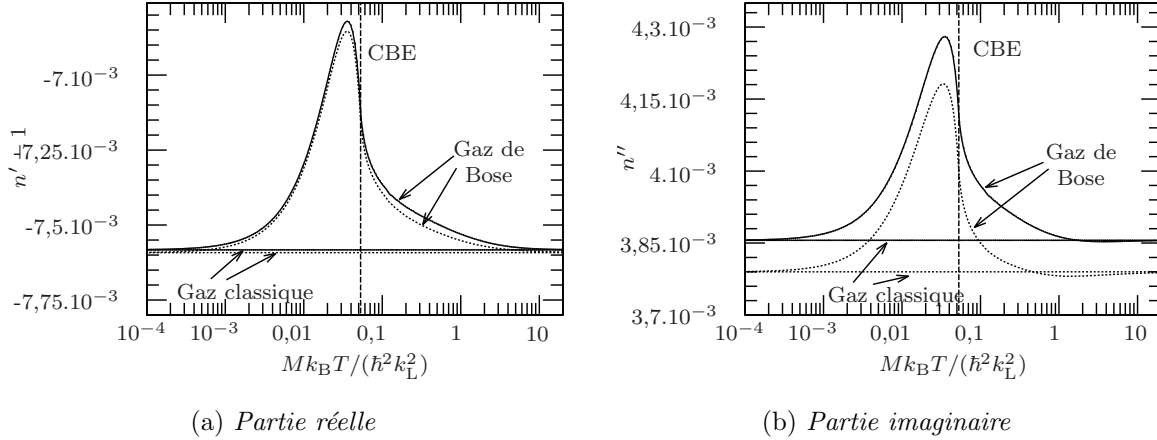 -7.10⁻³
-7,25.10⁻³
-7,5.10⁻³
-7,75.10⁻³
n′ − 1
CBE
Gaz de
Bose
Gaz classique
10⁻⁴
10⁻³
0,01
0,1
1
10
Mk_BT/(ℏ²k_L²)
(a) Partie réelle
4,3.10⁻³
4,15.10⁻³
4.10⁻³
3,85.10⁻³
3,7.10⁻³
n″
CBE
Gaz de
Bose
Gaz classique
10⁻⁴
10⁻³
0,01
0,1
1
10
Mk_BT/(ℏ²k_L²)
(b) Partie imaginaire